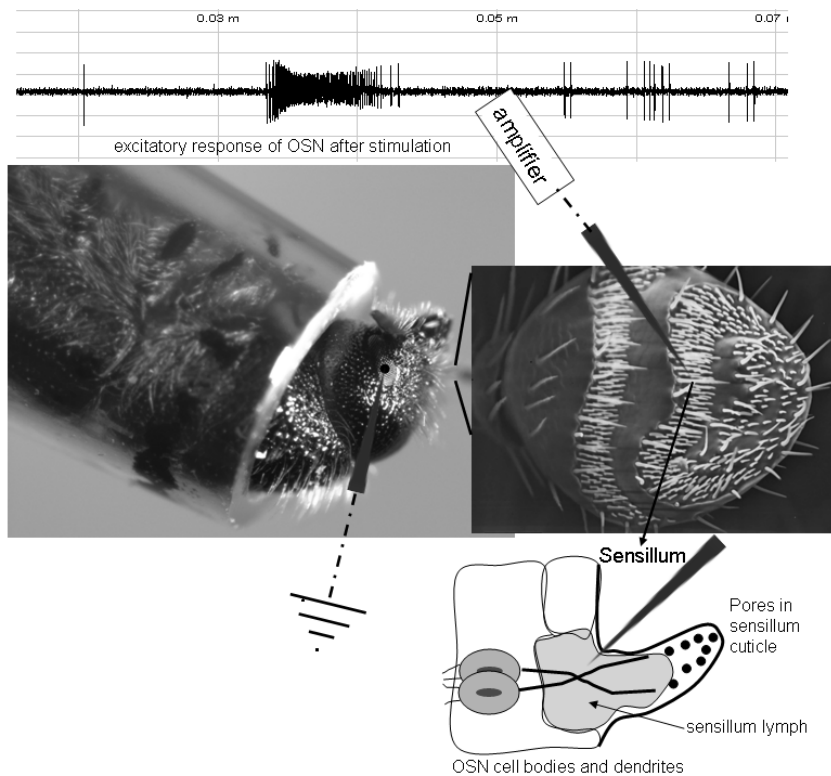 0.03 m
0.05 m
0.07
excitatory response of OSN after stimulation
amplifier
Sensillum
Pores in
sensillum
cuticle
sensillum lymph
OSN cell bodies and dendrites